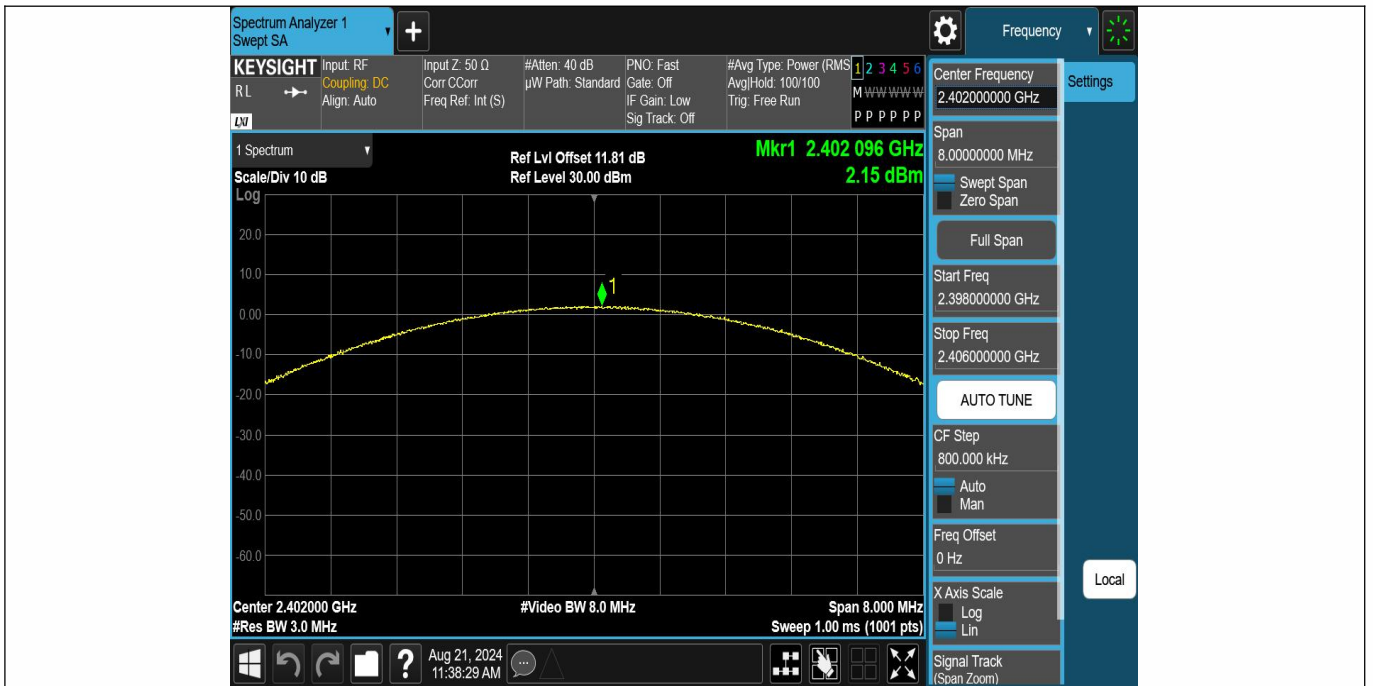 Spectrum Analyzer 1
Swept SA
+
Frequency
KEYSIGHT
RL
LXI
Input: RF
Coupling: DC
Align: Auto
Input Z: 50 Ω
Corr CCorr
Freq Ref: Int (S)
#Atten: 40 dB
µW Path: Standard
PNO: Fast
Gate: Off
IF Gain: Low
Sig Track: Off
#Avg Type: Power (RMS
Avg|Hold: 100/100
Trig: Free Run
1 2 3 4 5 6
M W W W W W
P P P P P P
1 Spectrum
Scale/Div 10 dB
Log
Ref Lvl Offset 11.81 dB
Ref Level 30.00 dBm
Mkr1 2.402 096 GHz
2.15 dBm
20.0
10.0
0.00
-10.0
-20.0
-30.0
-40.0
-50.0
-60.0
1
Center 2.402000 GHz
#Res BW 3.0 MHz
#Video BW 8.0 MHz
Span 8.000 MHz
Sweep 1.00 ms (1001 pts)
Center Frequency
2.402000000 GHz
Settings
Span
8.00000000 MHz
Swept Span
Zero Span
Full Span
Start Freq
2.398000000 GHz
Stop Freq
2.406000000 GHz
AUTO TUNE
CF Step
800.000 kHz
Auto
Man
Freq Offset
0 Hz
X Axis Scale
Log
Lin
Local
Signal Track
(Span Zoom)
?
Aug 21, 2024
11:38:29 AM